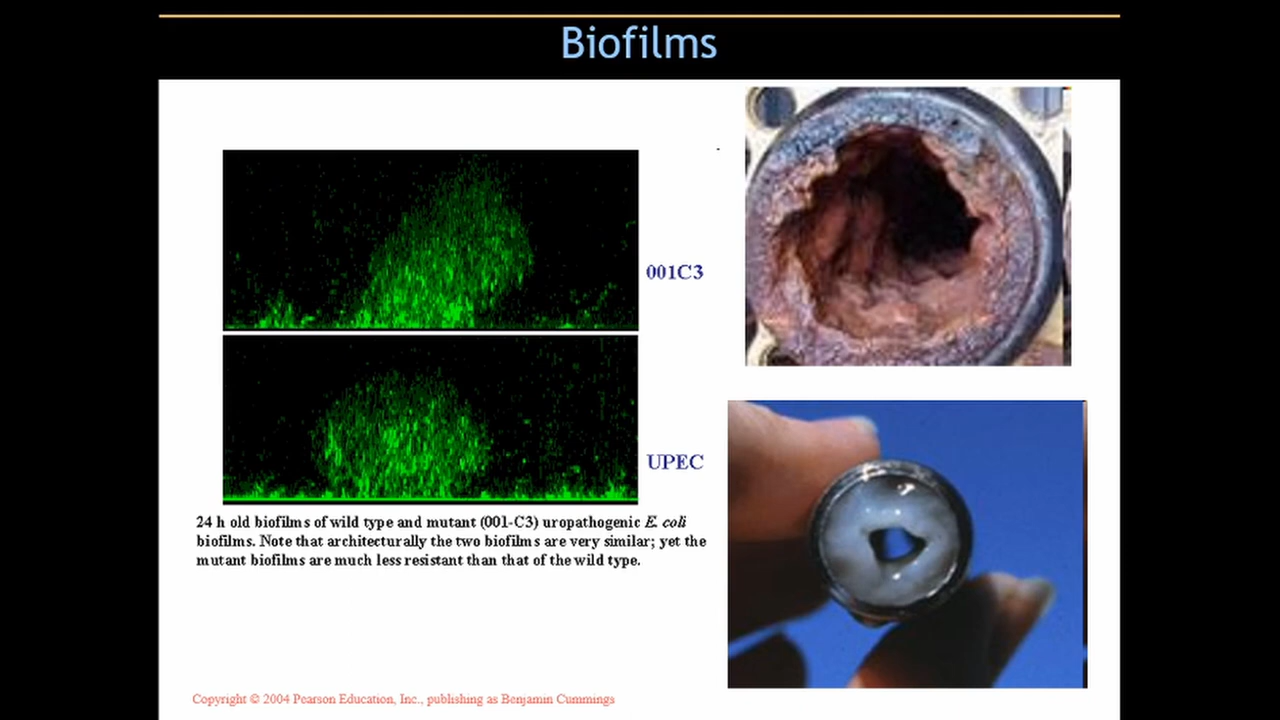 Biofilms
001C3
UPEC
24 h old biofilms of wild type and mutant (001-C3) uropathogenic E. coli
biofilms. Note that architecturally the two biofilms are very similar; yet the
mutant biofilms are much less resistant than that of the wild type.
Copyright © 2004 Pearson Education, Inc., publishing as Benjamin Cummings